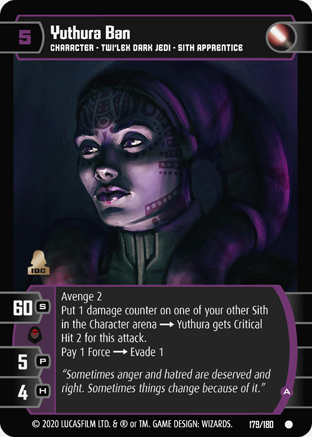 5
Yuthura Ban
CHARACTER - TWI'LEK DARK JEDI - SITH APPRENTICE
IDC
60 S
5 P
4 H
Avenge 2
Put 1 damage counter on one of your other Sith
in the Character arena → Yuthura gets Critical
Hit 2 for this attack.
Pay 1 Force → Evade 1
"Sometimes anger and hatred are deserved and
right. Sometimes things change because of it."
A
© 2020 LUCASFILM LTD. & ® or TM. GAME DESIGN: WIZARDS.
179/180